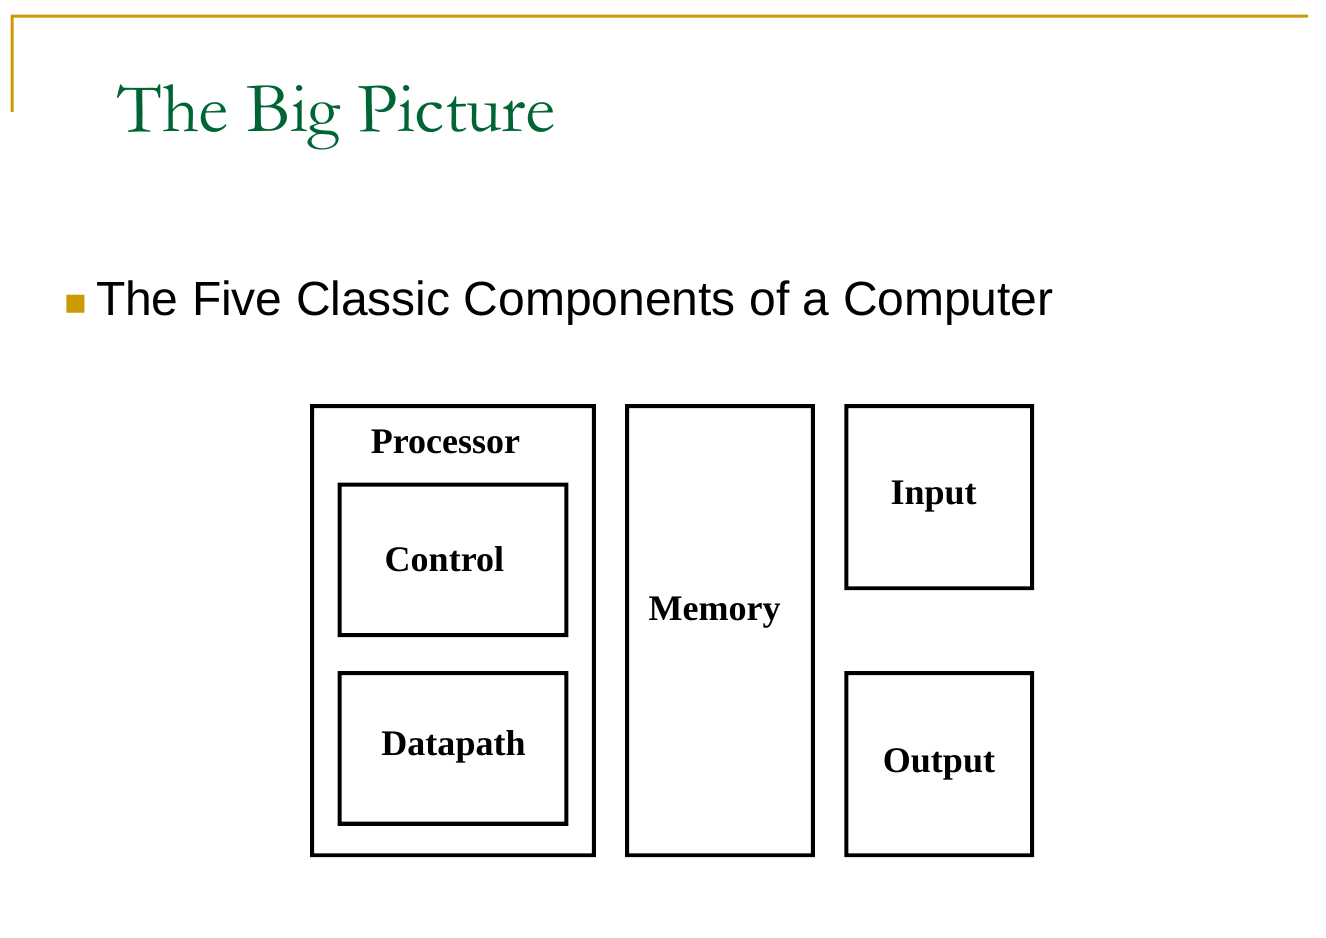 The Big Picture
The Five Classic Components of a Computer
Processor
Control
Datapath
Memory
Input
Output